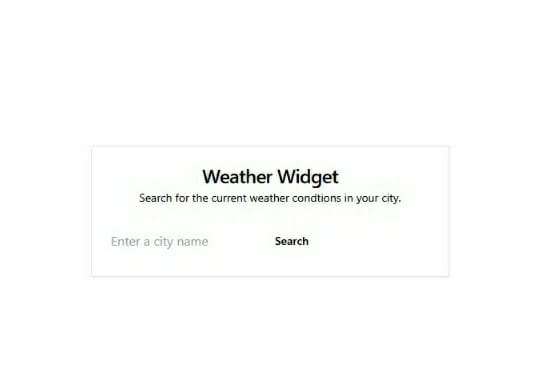 Weather Widget
Search for the current weather condtions in your city.
Enter a city name Search